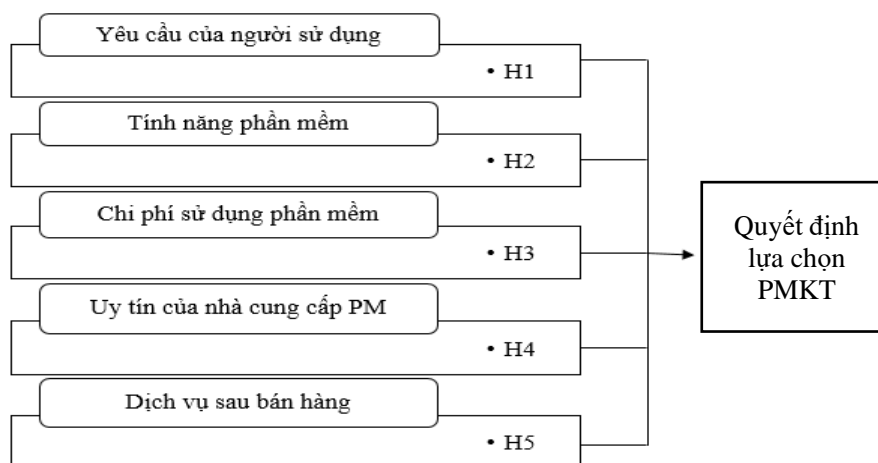 Yêu cầu của người sử dụng
• H1
Tính năng phần mềm
• H2
Chi phí sử dụng phần mềm
• H3
Uy tín của nhà cung cấp PM
• H4
Dịch vụ sau bán hàng
• H5
Quyết định
lựa chọn
PMKT